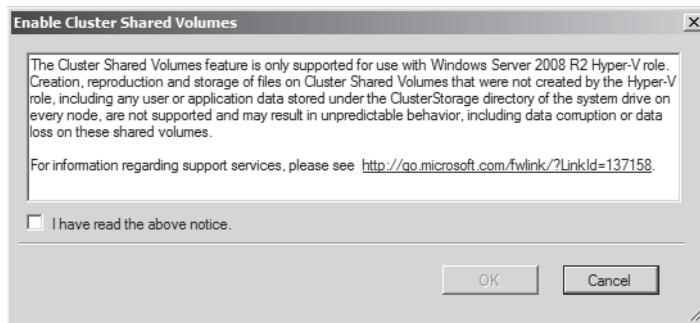 Enable Cluster Shared Volumes
The Cluster Shared Volumes feature is only supported for use with Windows Server 2008 R2 Hyper-V role.
Creation, reproduction and storage of files on Cluster Shared Volumes that were not created by the Hyper-V
role, including any user or application data stored under the ClusterStorage directory of the system drive on
every node, are not supported and may result in unpredictable behavior, including data corruption or data
loss on these shared volumes.
For information regarding support services, please see http://go.microsoft.com/fwlink/?LinkId=137158.
I have read the above notice.
OK Cancel